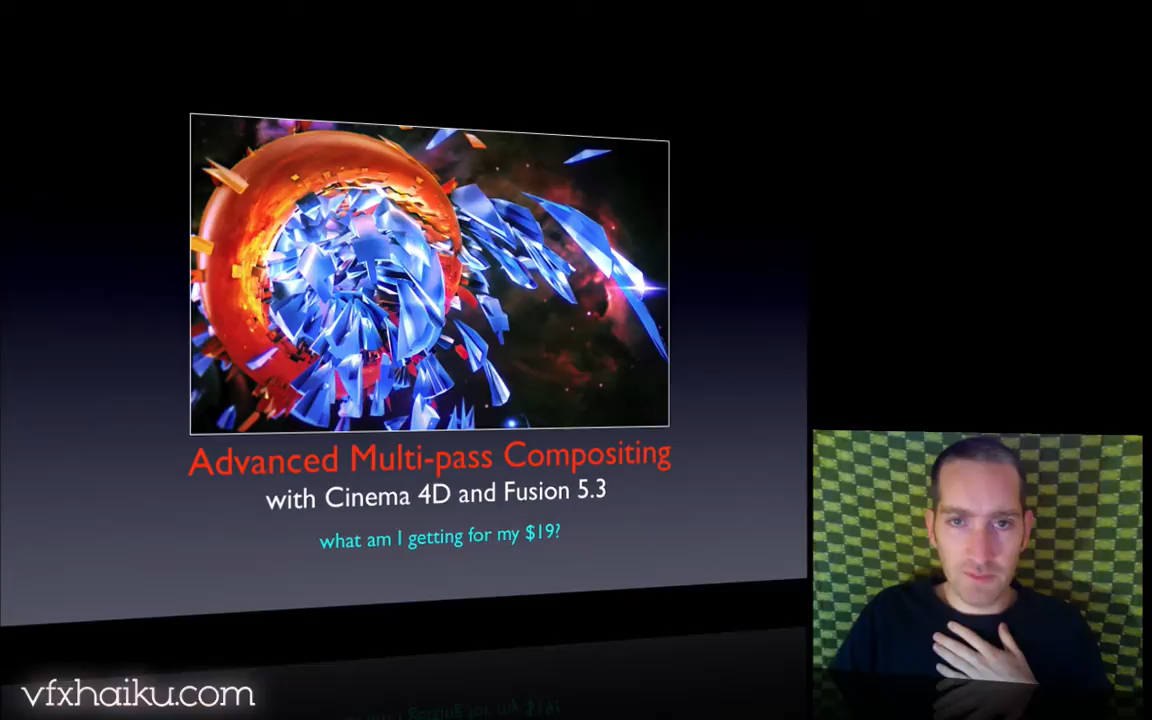 Advanced Multi-pass Compositing
with Cinema 4D and Fusion 5.3
what am I getting for my $19?
vfxhaiku.com